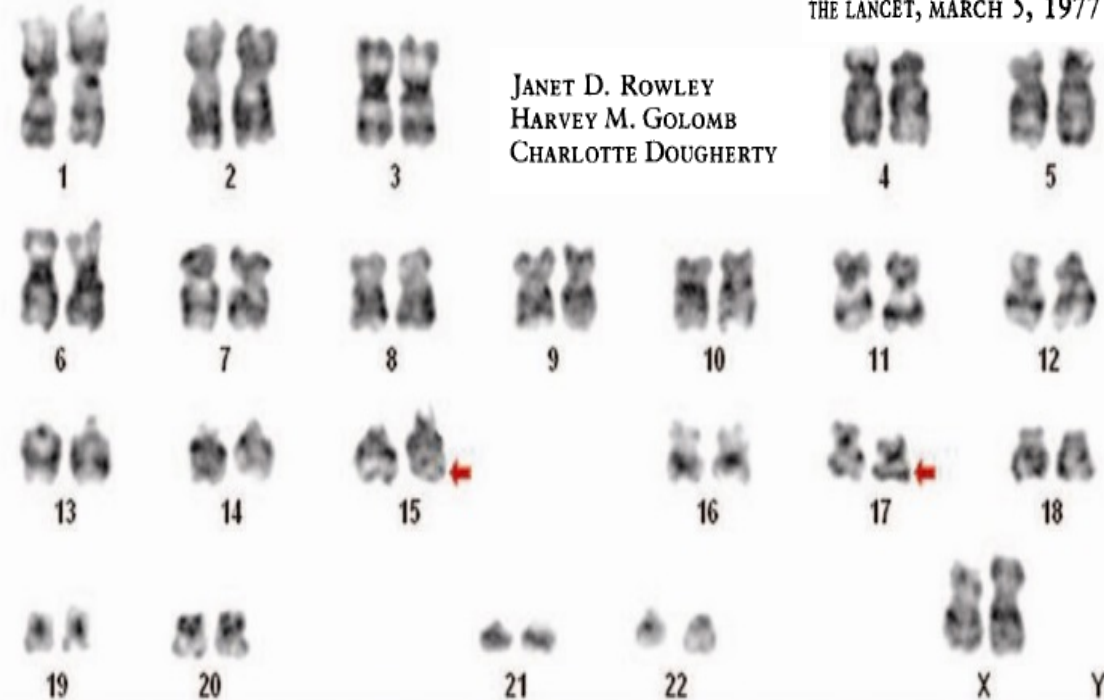 THE LANCET, MARCH 5, 1977
JANET D. ROWLEY
HARVEY M. GOLOMB
CHARLOTTE DOUGHERTY
1 2 3 4 5
6 7 8 9 10 11 12
13 14 15 16 17 18
19 20 21 22 X Y